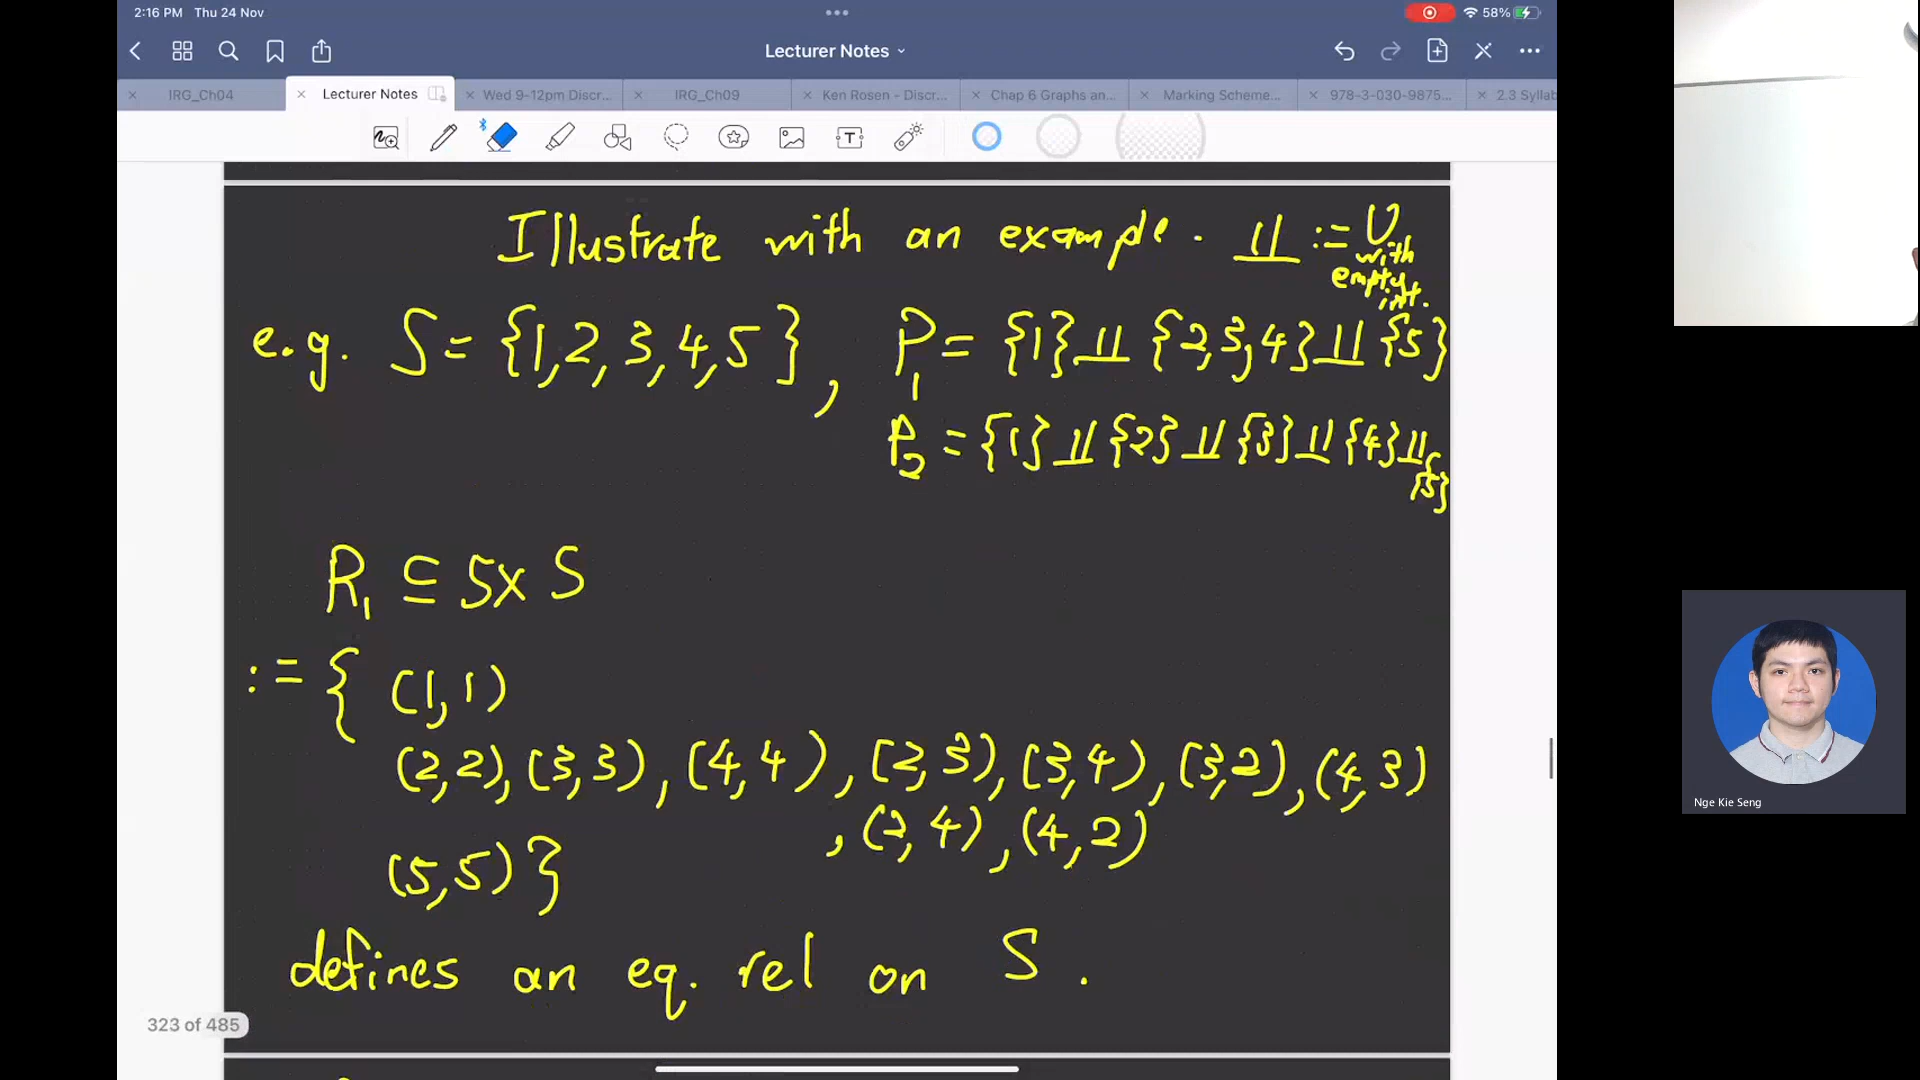 2:16 PM Thu 24 Nov
58%
Lecturer Notes
IRG_Ch04
Lecturer Notes
Wed 9-12pm Discr...
IRG_Ch09
Ken Rosen - Discr...
Chap 6 Graphs an...
Marking Scheme...
978-3-030-9875...
2.3 Syllab
Illustrate with an example. ⨿ := ∪ with empty int.
e.g. S = {1,2,3,4,5}, P₁ = {1} ⨿ {2,3,4} ⨿ {5}
P₂ = {1} ⨿ {2} ⨿ {3} ⨿ {4} ⨿ {5}
R₁ ⊆ S×S
:= { (1,1)
(2,2), (3,3), (4,4), (2,3), (3,4), (3,2), (4,3)
, (2,4), (4,2)
(5,5) }
defines an eq. rel on S.
323 of 485
Nge Kie Seng